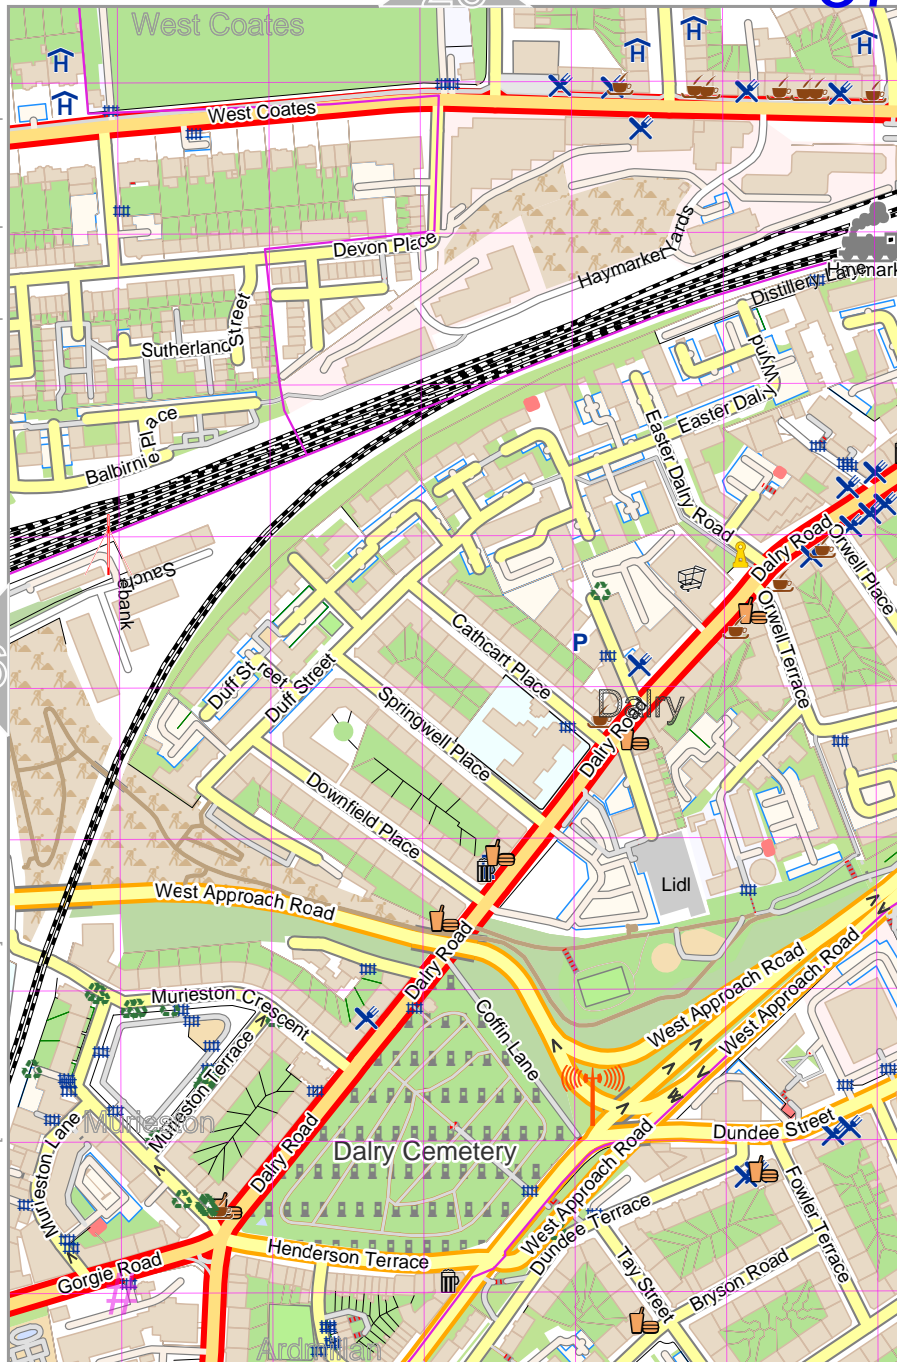 West Coates
H
H
H
H
H
West Coates
Devon Place
Haymarket Yards
Distillery Lane
Sutherland
Street
Wynd
Easter Dalry
Easter Dalry Road
Place
Balbirnie Place
Dalry Road
Orwell Place
Orwell Terrace
Cathcart Place
P
Duff Street
Duff Street
Springwell Place
Dalry
Dalry Road
Downfield Place
Lidl
West Approach Road
Dalry Road
West Approach Road
West Approach Road
Murieston Crescent
Coffin Lane
Murieston Terrace
Murieston
Murieston Lane
Dalry Road
Dalry Cemetery
Dundee Street
West Approach Road
Dundee Terrace
Fowler Terrace
Henderson Terrace
Gorgie Road
Tay Street
Bryson Road
Ardmillan